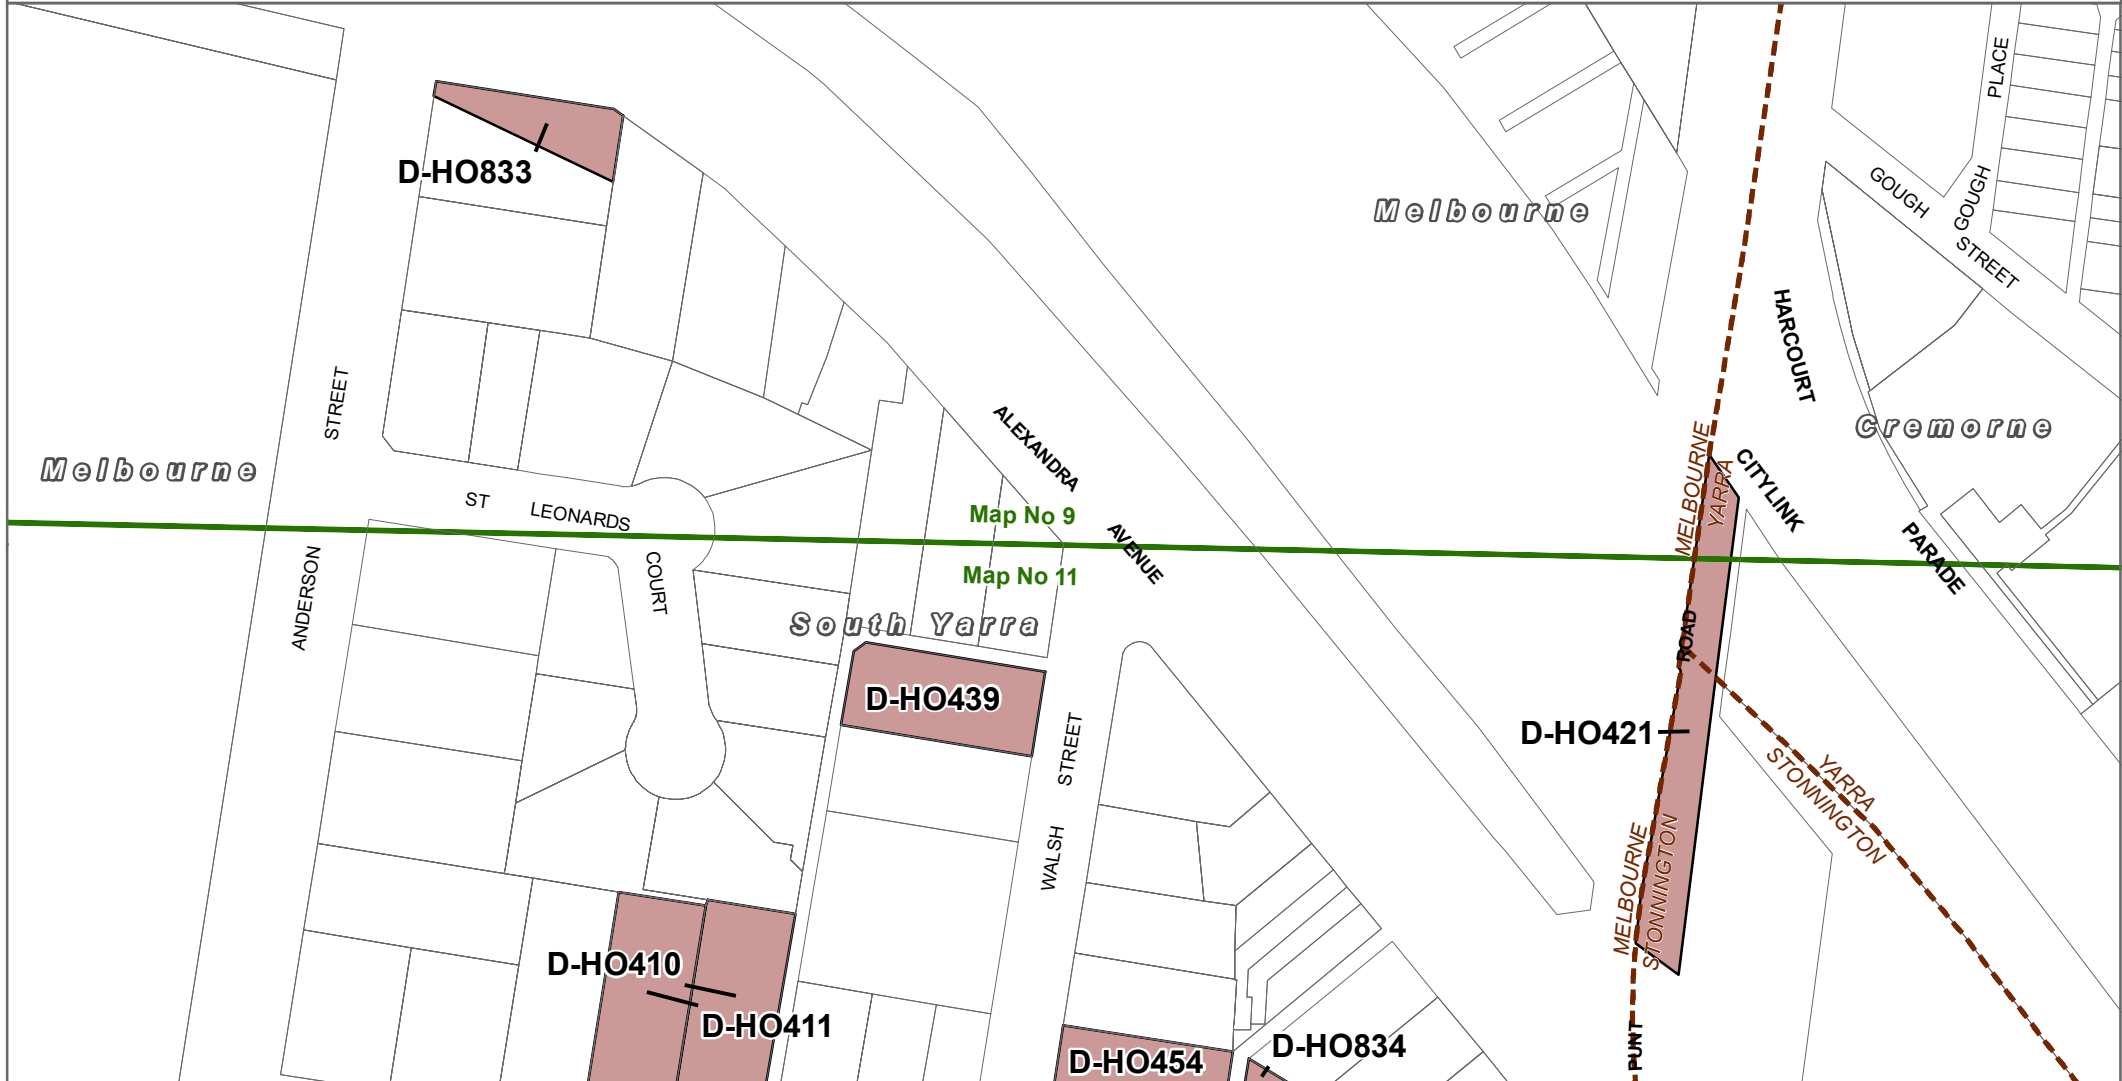 PLACE
D-HO833
Melbourne
GOUGH
GOUGH
STREET
HARCOURT
STREET
ALEXANDRA
Cremorne
Melbourne
MELBOURNE
YARRA
CITYLINK
ST LEONARDS
Map No 9
AVENUE
PARADE
ANDERSON
COURT
Map No 11
South Yarra
ROAD
D-HO439
STREET
D-HO421
YARRA
STONNINGTON
WALSH
MELBOURNE
STONNINGTON
D-HO410
D-HO411
D-HO454
D-HO834
PUNT